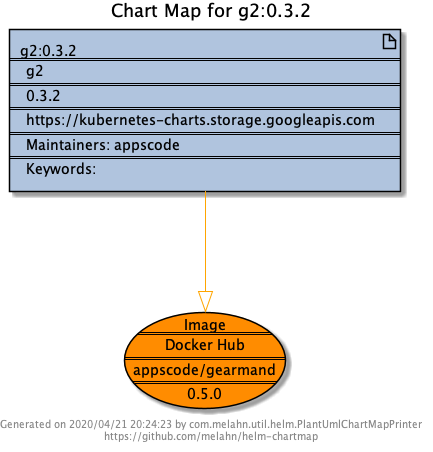 Chart Map for g2:0.3.2
g2:0.3.2
g2
0.3.2
https://kubernetes-charts.storage.googleapis.com
Maintainers: appscode
Keywords:
Image
Docker Hub
appscode/gearmand
0.5.0
Generated on 2020/04/21 20:24:23 by com.melahn.util.helm.PlantUmlChartMapPrinter
https://github.com/melahn/helm-chartmap